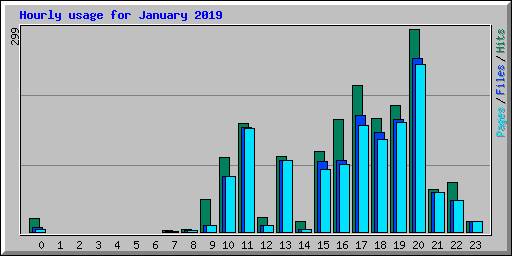 Hourly usage for January 2019
299
Pages/Files/Hits
0 1 2 3 4 5 6 7 8 9 10 11 12 13 14 15 16 17 18 19 20 21 22 23